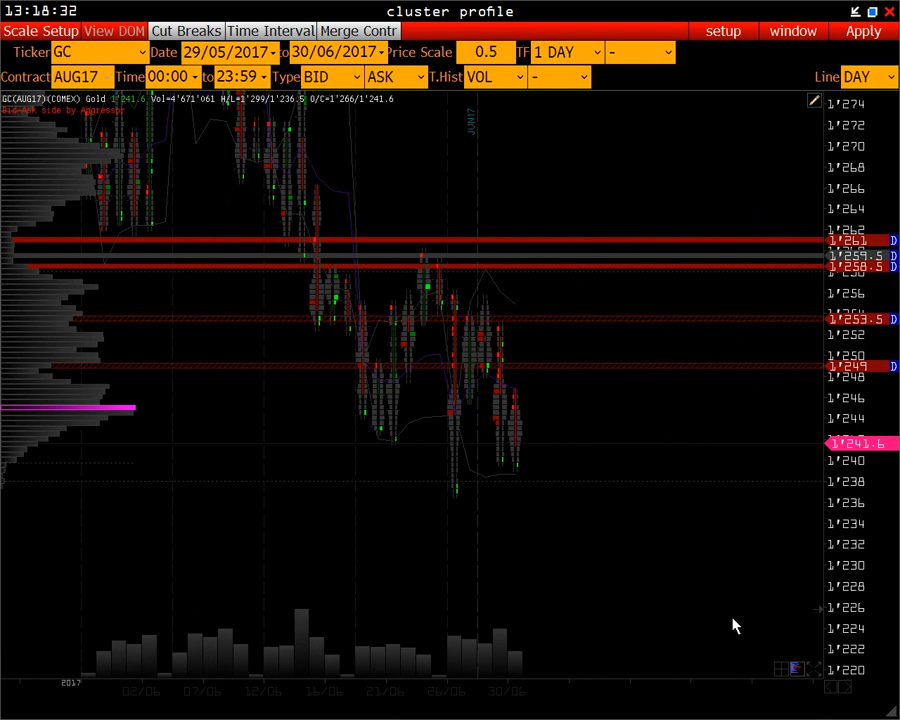 13:18:32 cluster profile
Scale Setup View DOM Cut Breaks Time Interval Merge Contr setup window Apply
Ticker GC Date 29/05/2017 to 30/06/2017 Price Scale 0.5 TF 1 DAY -
Contract AUG17 Time 00:00 to 23:59 Type BID ASK T.Hist VOL - Line DAY
GC(AUG17)(COMEX) Gold 1'241.6 Vol=4'671'061 H/L=1'299/1'236.5 O/C=1'266/1'241.6
Bid-Ask side by Aggressor
JUN17
1'274
1'272
1'270
1'268
1'266
1'264
1'262
1'261 D
1'259.5 D
1'258.5 D
1'256
1'253.5 D
1'252
1'250
1'249 D
1'248
1'246
1'244
1'241.6
1'240
1'238
1'236
1'234
1'232
1'230
1'228
1'226
1'224
1'222
1'220
2017 02/06 07/06 12/06 16/06 21/06 26/06 30/06